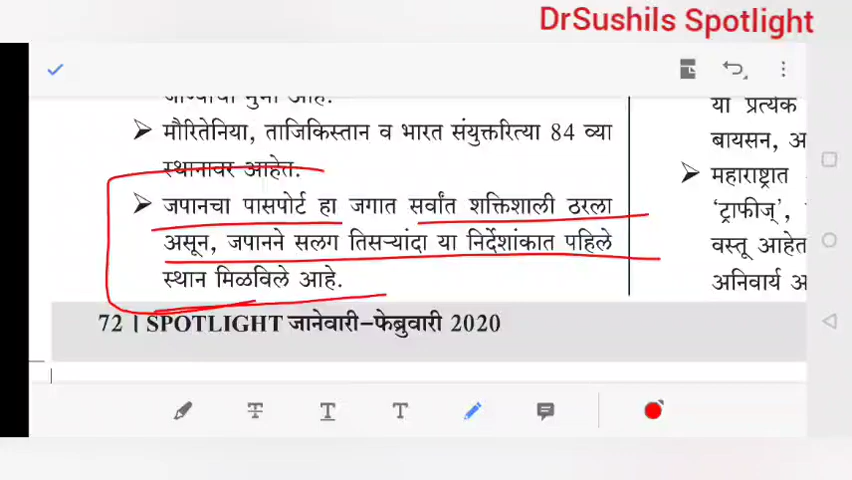 DrSushils Spotlight
जाण्याची मुभा आहे.
मौरितेनिया, ताजिकिस्तान व भारत संयुक्तरित्या 84 व्या
स्थानावर आहेत.
जपानचा पासपोर्ट हा जगात सर्वांत शक्तिशाली ठरला
असून, जपानने सलग तिसऱ्यांदा या निर्देशांकात पहिले
स्थान मिळविले आहे.
या प्रत्येक
बायसन, अ
महाराष्ट्रात
‘ट्राफीज्’,
वस्तू आहेत
अनिवार्य अ
72 | SPOTLIGHT जानेवारी–फेब्रुवारी 2020